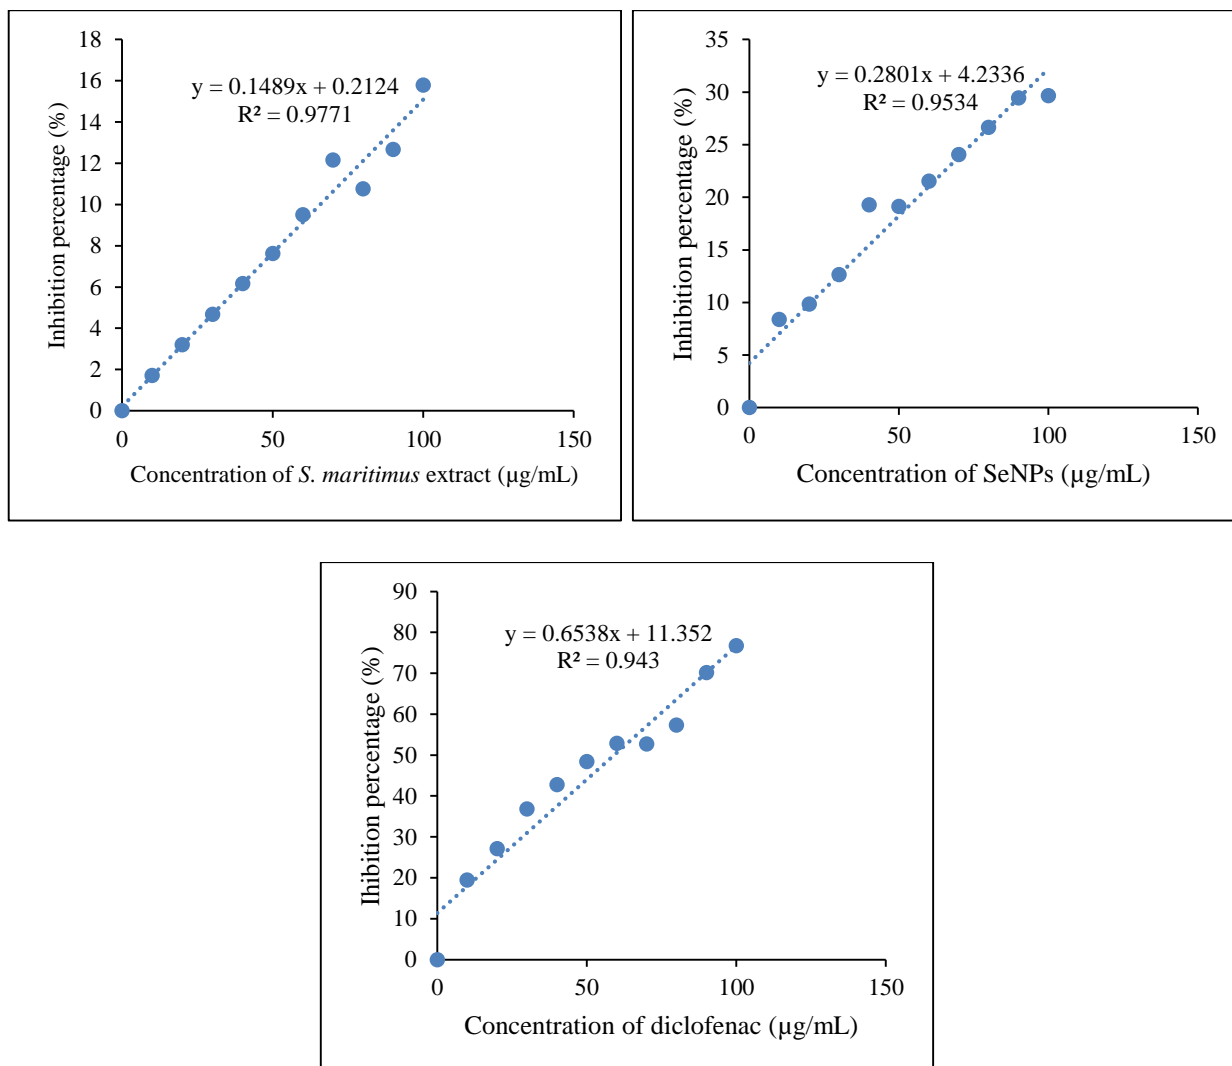 18
16
14
12
10
8
6
4
2
0
y = 0.1489x + 0.2124
R² = 0.9771
Inhibition percentage (%)
0 50 100 150
Concentration of S. maritimus extract (µg/mL)
35
30
25
20
15
10
5
0
y = 0.2801x + 4.2336
R² = 0.9534
Inhibition percentage (%)
0 50 100 150
Concentration of SeNPs (µg/mL)
90
80
70
60
50
40
30
20
10
0
y = 0.6538x + 11.352
R² = 0.943
Ihibition percentage (%)
0 50 100 150
Concentration of diclofenac (µg/mL)